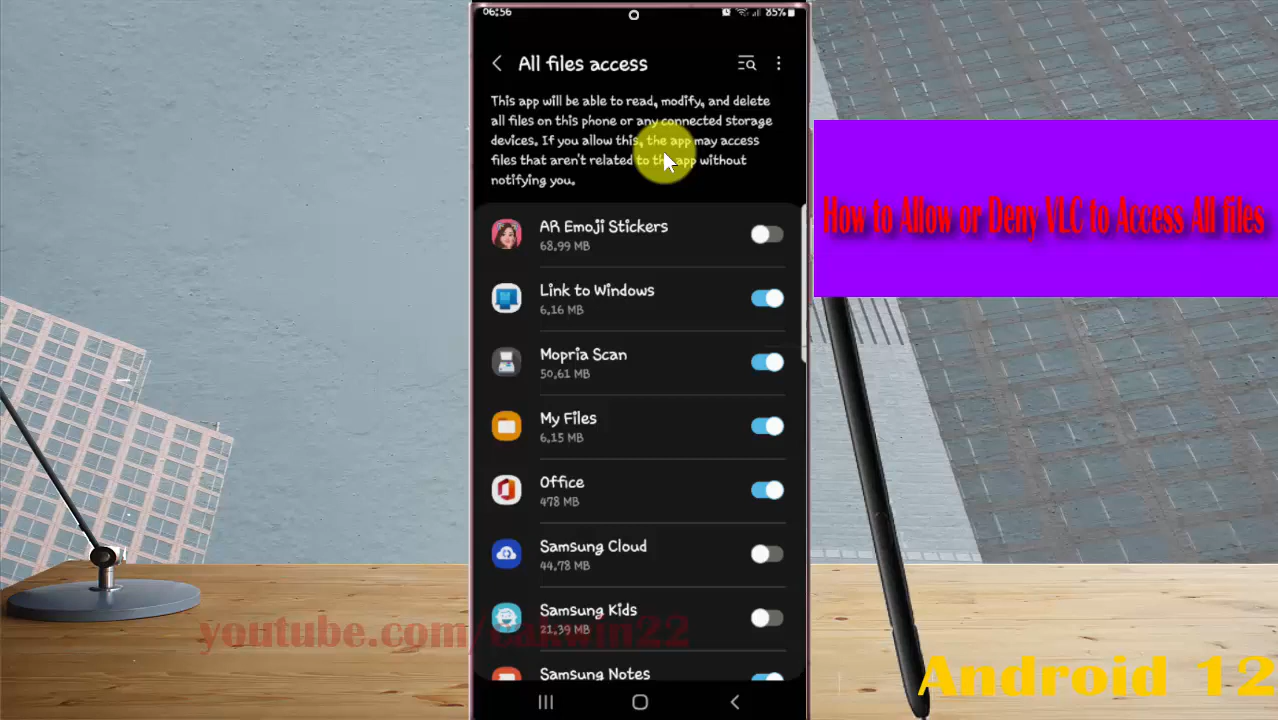 06:56
85%
All files access
This app will be able to read, modify, and delete
all files on this phone or any connected storage
devices. If you allow this, the app may access
files that aren't related to the app without
notifying you.
AR Emoji Stickers
68.99 MB
Link to Windows
6.16 MB
Mopria Scan
50.61 MB
My Files
6.15 MB
Office
478 MB
Samsung Cloud
44.78 MB
Samsung Kids
21.39 MB
Samsung Notes
How to Allow or Deny VLC to Access All files
youtube.com/eakwin22
Android 12